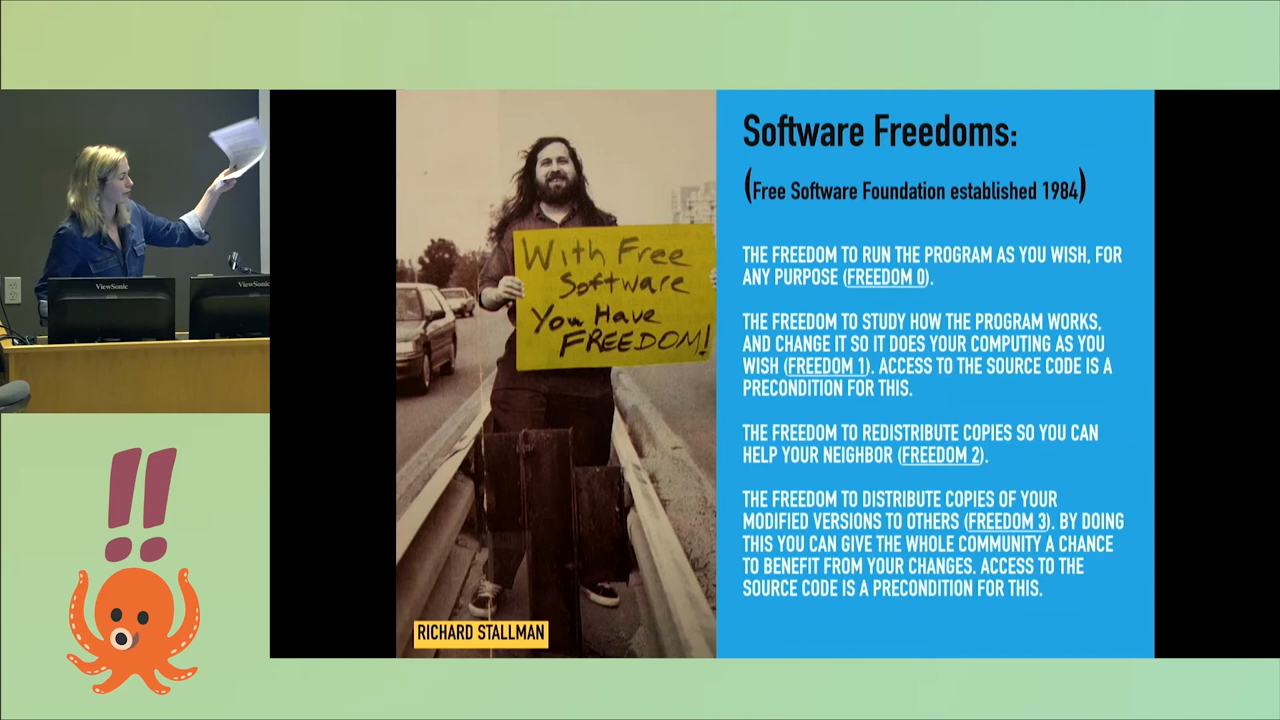 ViewSonic
ViewSonic
!!
With Free
Software
You Have
FREEDOM!
RICHARD STALLMAN
Software Freedoms:
(Free Software Foundation established 1984)
THE FREEDOM TO RUN THE PROGRAM AS YOU WISH, FOR
ANY PURPOSE (FREEDOM 0).
THE FREEDOM TO STUDY HOW THE PROGRAM WORKS,
AND CHANGE IT SO IT DOES YOUR COMPUTING AS YOU
WISH (FREEDOM 1). ACCESS TO THE SOURCE CODE IS A
PRECONDITION FOR THIS.
THE FREEDOM TO REDISTRIBUTE COPIES SO YOU CAN
HELP YOUR NEIGHBOR (FREEDOM 2).
THE FREEDOM TO DISTRIBUTE COPIES OF YOUR
MODIFIED VERSIONS TO OTHERS (FREEDOM 3). BY DOING
THIS YOU CAN GIVE THE WHOLE COMMUNITY A CHANCE
TO BENEFIT FROM YOUR CHANGES. ACCESS TO THE
SOURCE CODE IS A PRECONDITION FOR THIS.